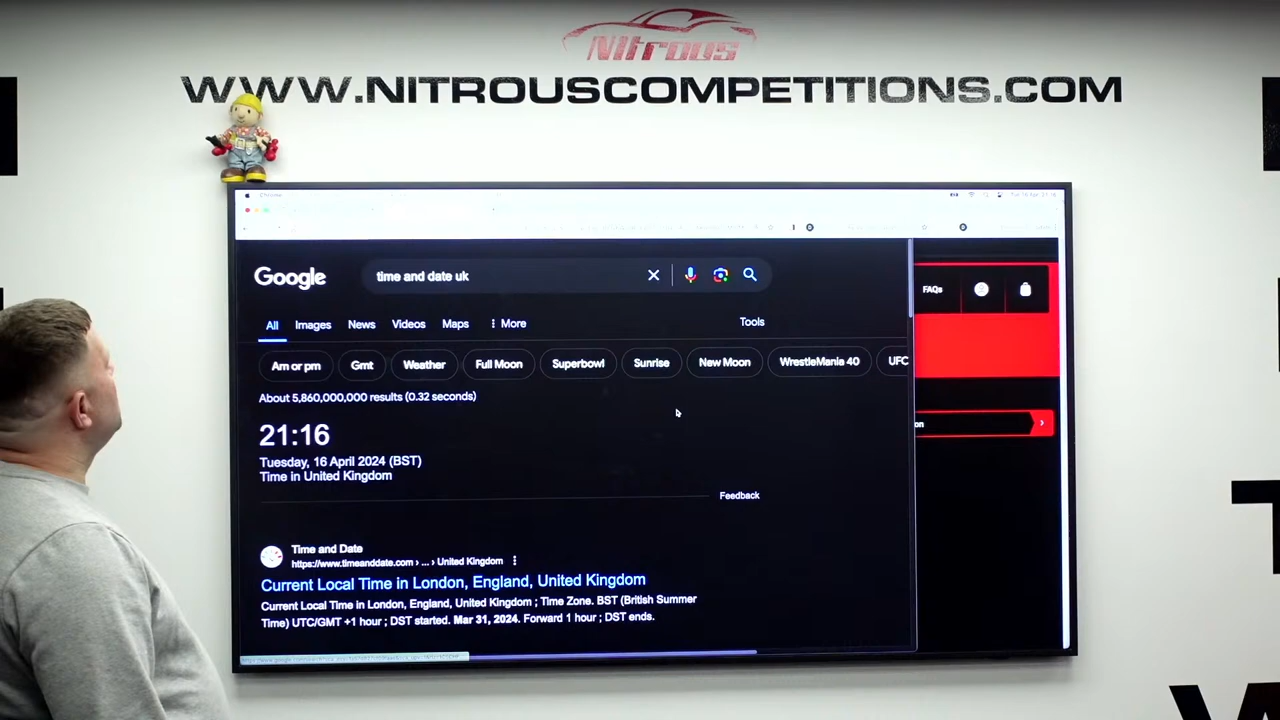 Nitrous
WWW.NITROUSCOMPETITIONS.COM
Chrome
Google
time and date uk
FAQs
All
Images
News
Videos
Maps
More
Tools
Am or pm
Gmt
Weather
Full Moon
Superbowl
Sunrise
New Moon
WrestleMania 40
UFC
About 5,860,000,000 results (0.32 seconds)
on
21:16
Tuesday, 16 April 2024 (BST)
Time in United Kingdom
Feedback
Time and Date
https://www.timeanddate.com › ... › United Kingdom
Current Local Time in London, England, United Kingdom
Current Local Time in London, England, United Kingdom ; Time Zone. BST (British Summer
Time) UTC/GMT +1 hour ; DST started. Mar 31, 2024. Forward 1 hour ; DST ends.